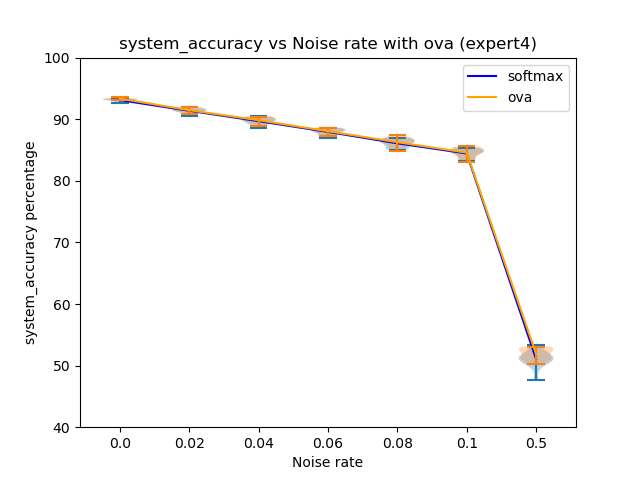 system_accuracy vs Noise rate with ova (expert4)
softmax
ova
system_accuracy percentage
100
90
80
70
60
50
40
0.0 0.02 0.04 0.06 0.08 0.1 0.5
Noise rate